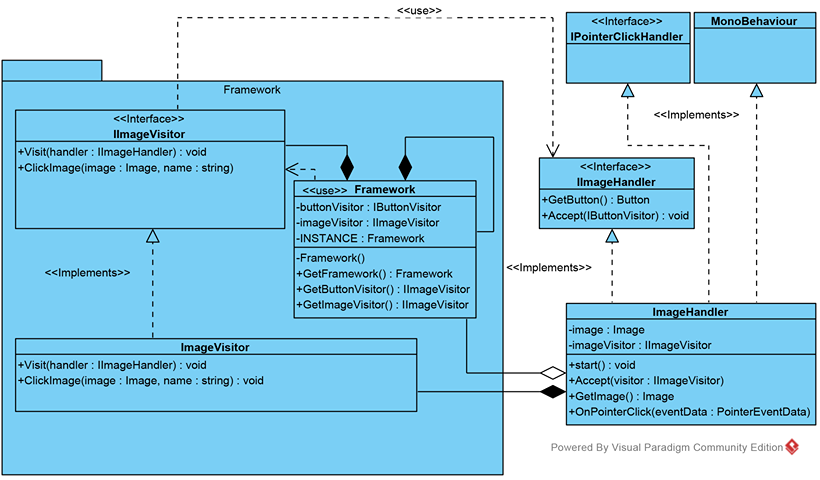 <<use>>
<<Interface>>
IPointerClickHandler
MonoBehaviour
Framework
<<Implements>>
<<Interface>>
IImageVisitor
+Visit(handler : IImageHandler) : void
+ClickImage(image : Image, name : string)
<<use>>
Framework
-buttonVisitor : IButtonVisitor
-imageVisitor : IImageVisitor
-INSTANCE : Framework
-Framework()
+GetFramework() : Framework
+GetButtonVisitor() : IImageVisitor
+GetImageVisitor() : IImageVisitor
<<Interface>>
IImageHandler
+GetButton() : Button
+Accept(IButtonVisitor) : void
<<Implements>>
<<Implements>>
ImageVisitor
+Visit(handler : IImageHandler) : void
+ClickImage(image : Image, name : string) : void
ImageHandler
-image : Image
-imageVisitor : IImageVisitor
+start() : void
+Accept(visitor : IImageVisitor)
+GetImage() : Image
+OnPointerClick(eventData : PointerEventData)
Powered By Visual Paradigm Community Edition